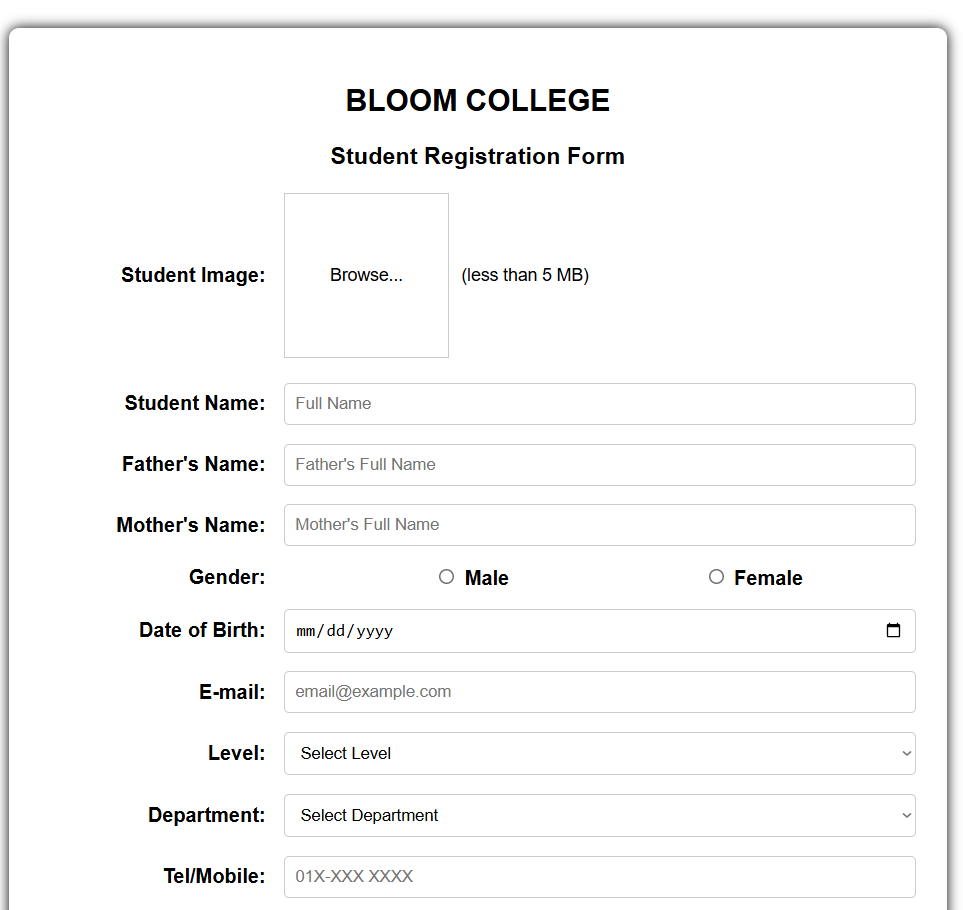 BLOOM COLLEGE
Student Registration Form
Student Image: Browse... (less than 5 MB)
Student Name: Full Name
Father's Name: Father's Full Name
Mother's Name: Mother's Full Name
Gender: Male Female
Date of Birth: mm/dd/yyyy
E-mail: email@example.com
Level: Select Level
Department: Select Department
Tel/Mobile: 01X-XXX XXXX